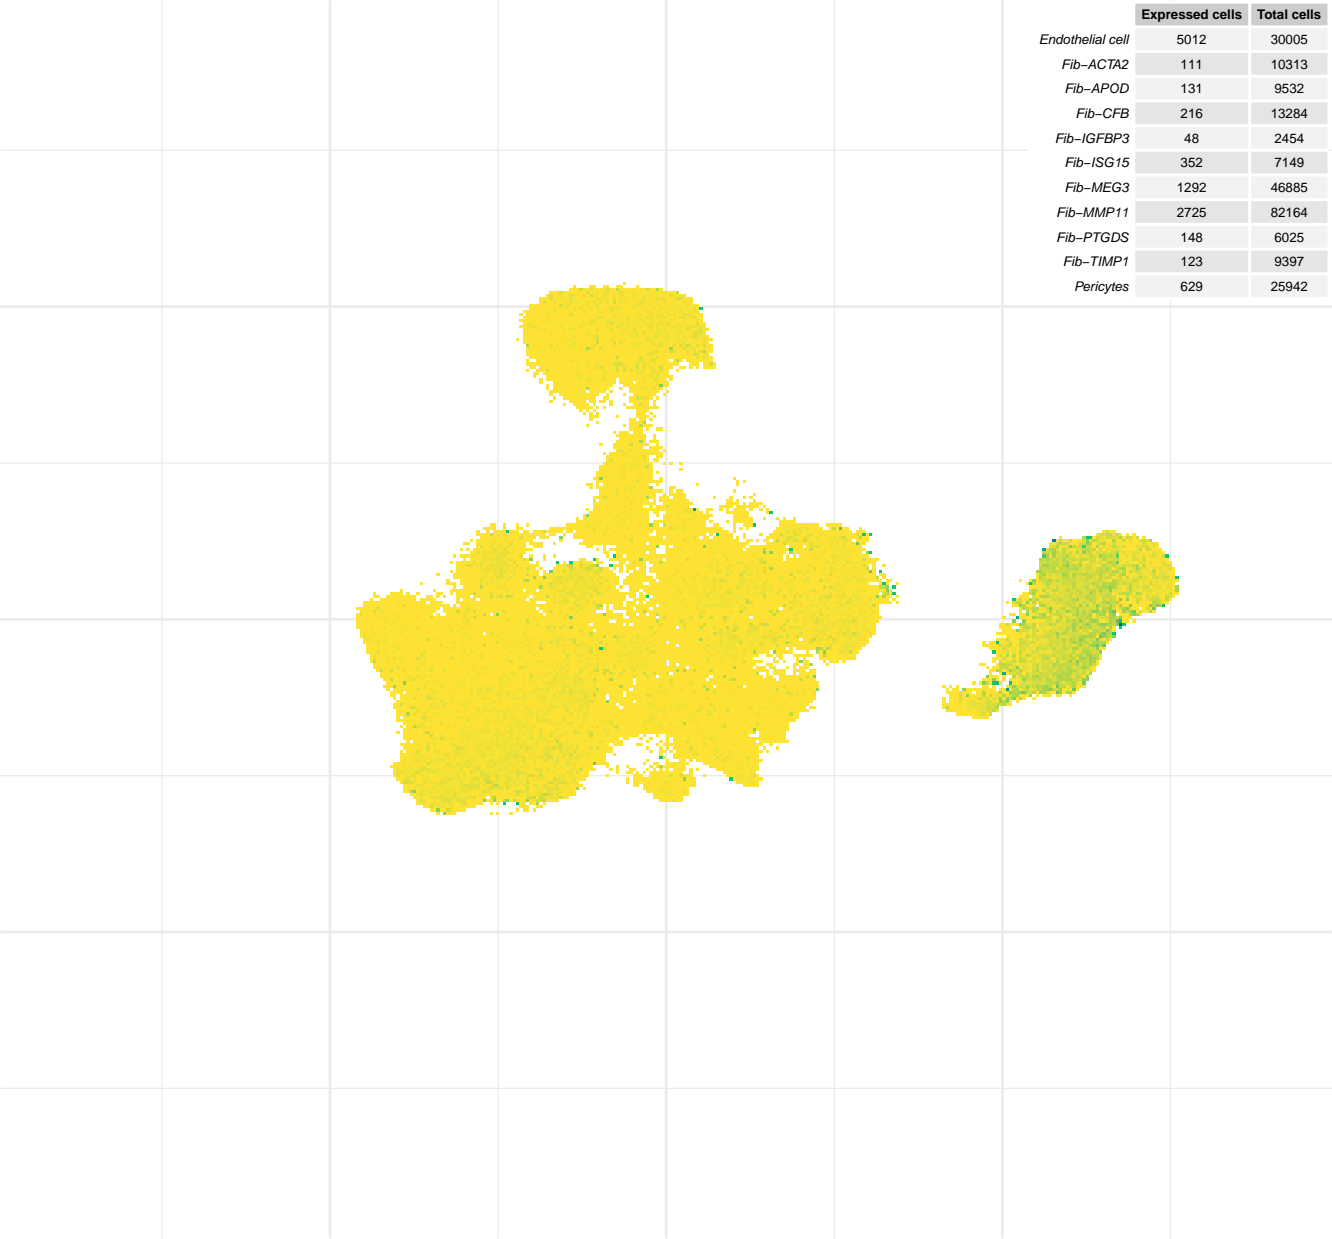 Expressed cells Total cells
Endothelial cell 5012 30005
Fib−ACTA2 111 10313
Fib−APOD 131 9532
Fib−CFB 216 13284
Fib−IGFBP3 48 2454
Fib−ISG15 352 7149
Fib−MEG3 1292 46885
Fib−MMP11 2725 82164
Fib−PTGDS 148 6025
Fib−TIMP1 123 9397
Pericytes 629 25942